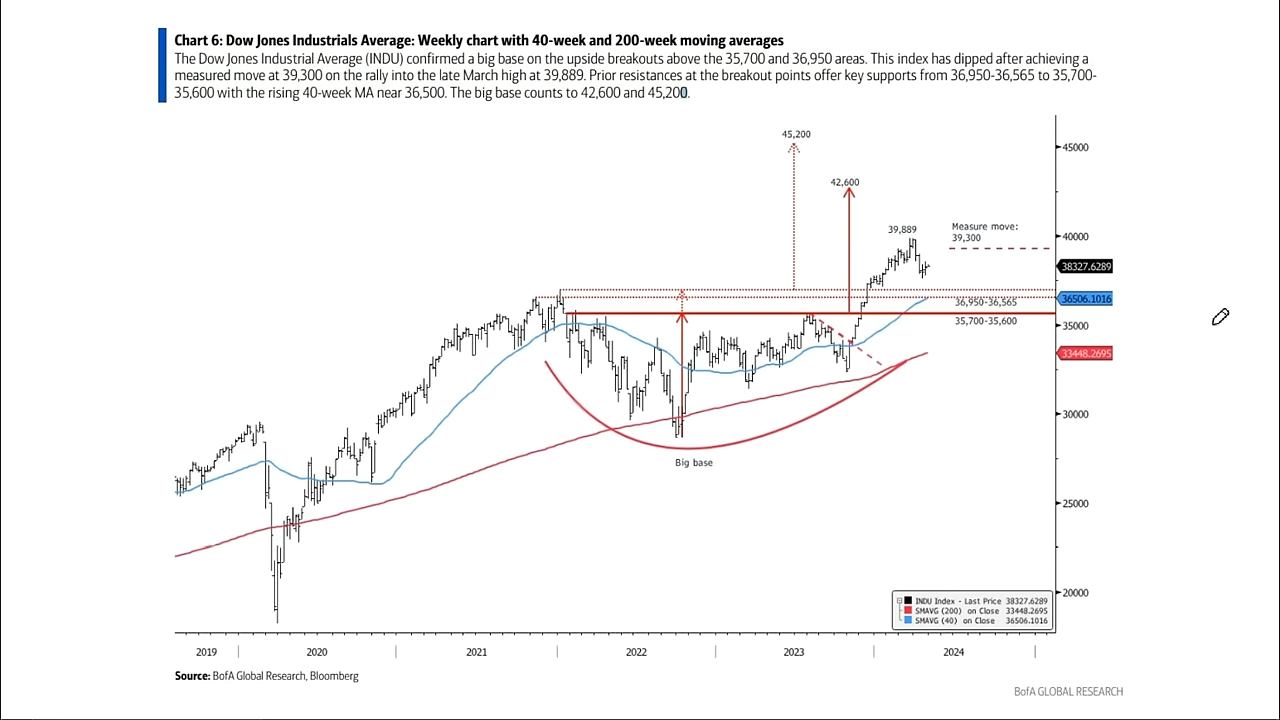 Chart 6: Dow Jones Industrials Average: Weekly chart with 40-week and 200-week moving averages
The Dow Jones Industrial Average (INDU) confirmed a big base on the upside breakouts above the 35,700 and 36,950 areas. This index has dipped after achieving a
measured move at 39,300 on the rally into the late March high at 39,889. Prior resistances at the breakout points offer key supports from 36,950-36,565 to 35,700-
35,600 with the rising 40-week MA near 36,500. The big base counts to 42,600 and 45,200.
45,200
45000
42,600
39,889
Measure move:
39,300
40000
38327.6289
36506.1016
36,950-36,565
35,700-35,600
35000
33448.2695
30000
Big base
25000
20000
INDU Index - Last Price 38327.6289
SMAVG (200) on Close 33448.2695
SMAVG (40) on Close 36506.1016
2019 2020 2021 2022 2023 2024
Source: BofA Global Research, Bloomberg
BofA GLOBAL RESEARCH